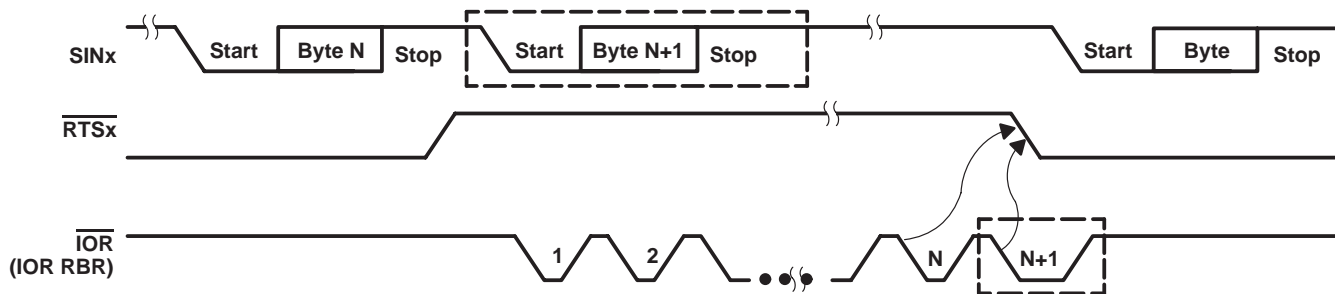 SINx
Start
Byte N
Stop
Start
Byte N+1
Stop
Start
Byte
Stop
RTSx
IOR
(IOR RBR)
1
2
N
N+1